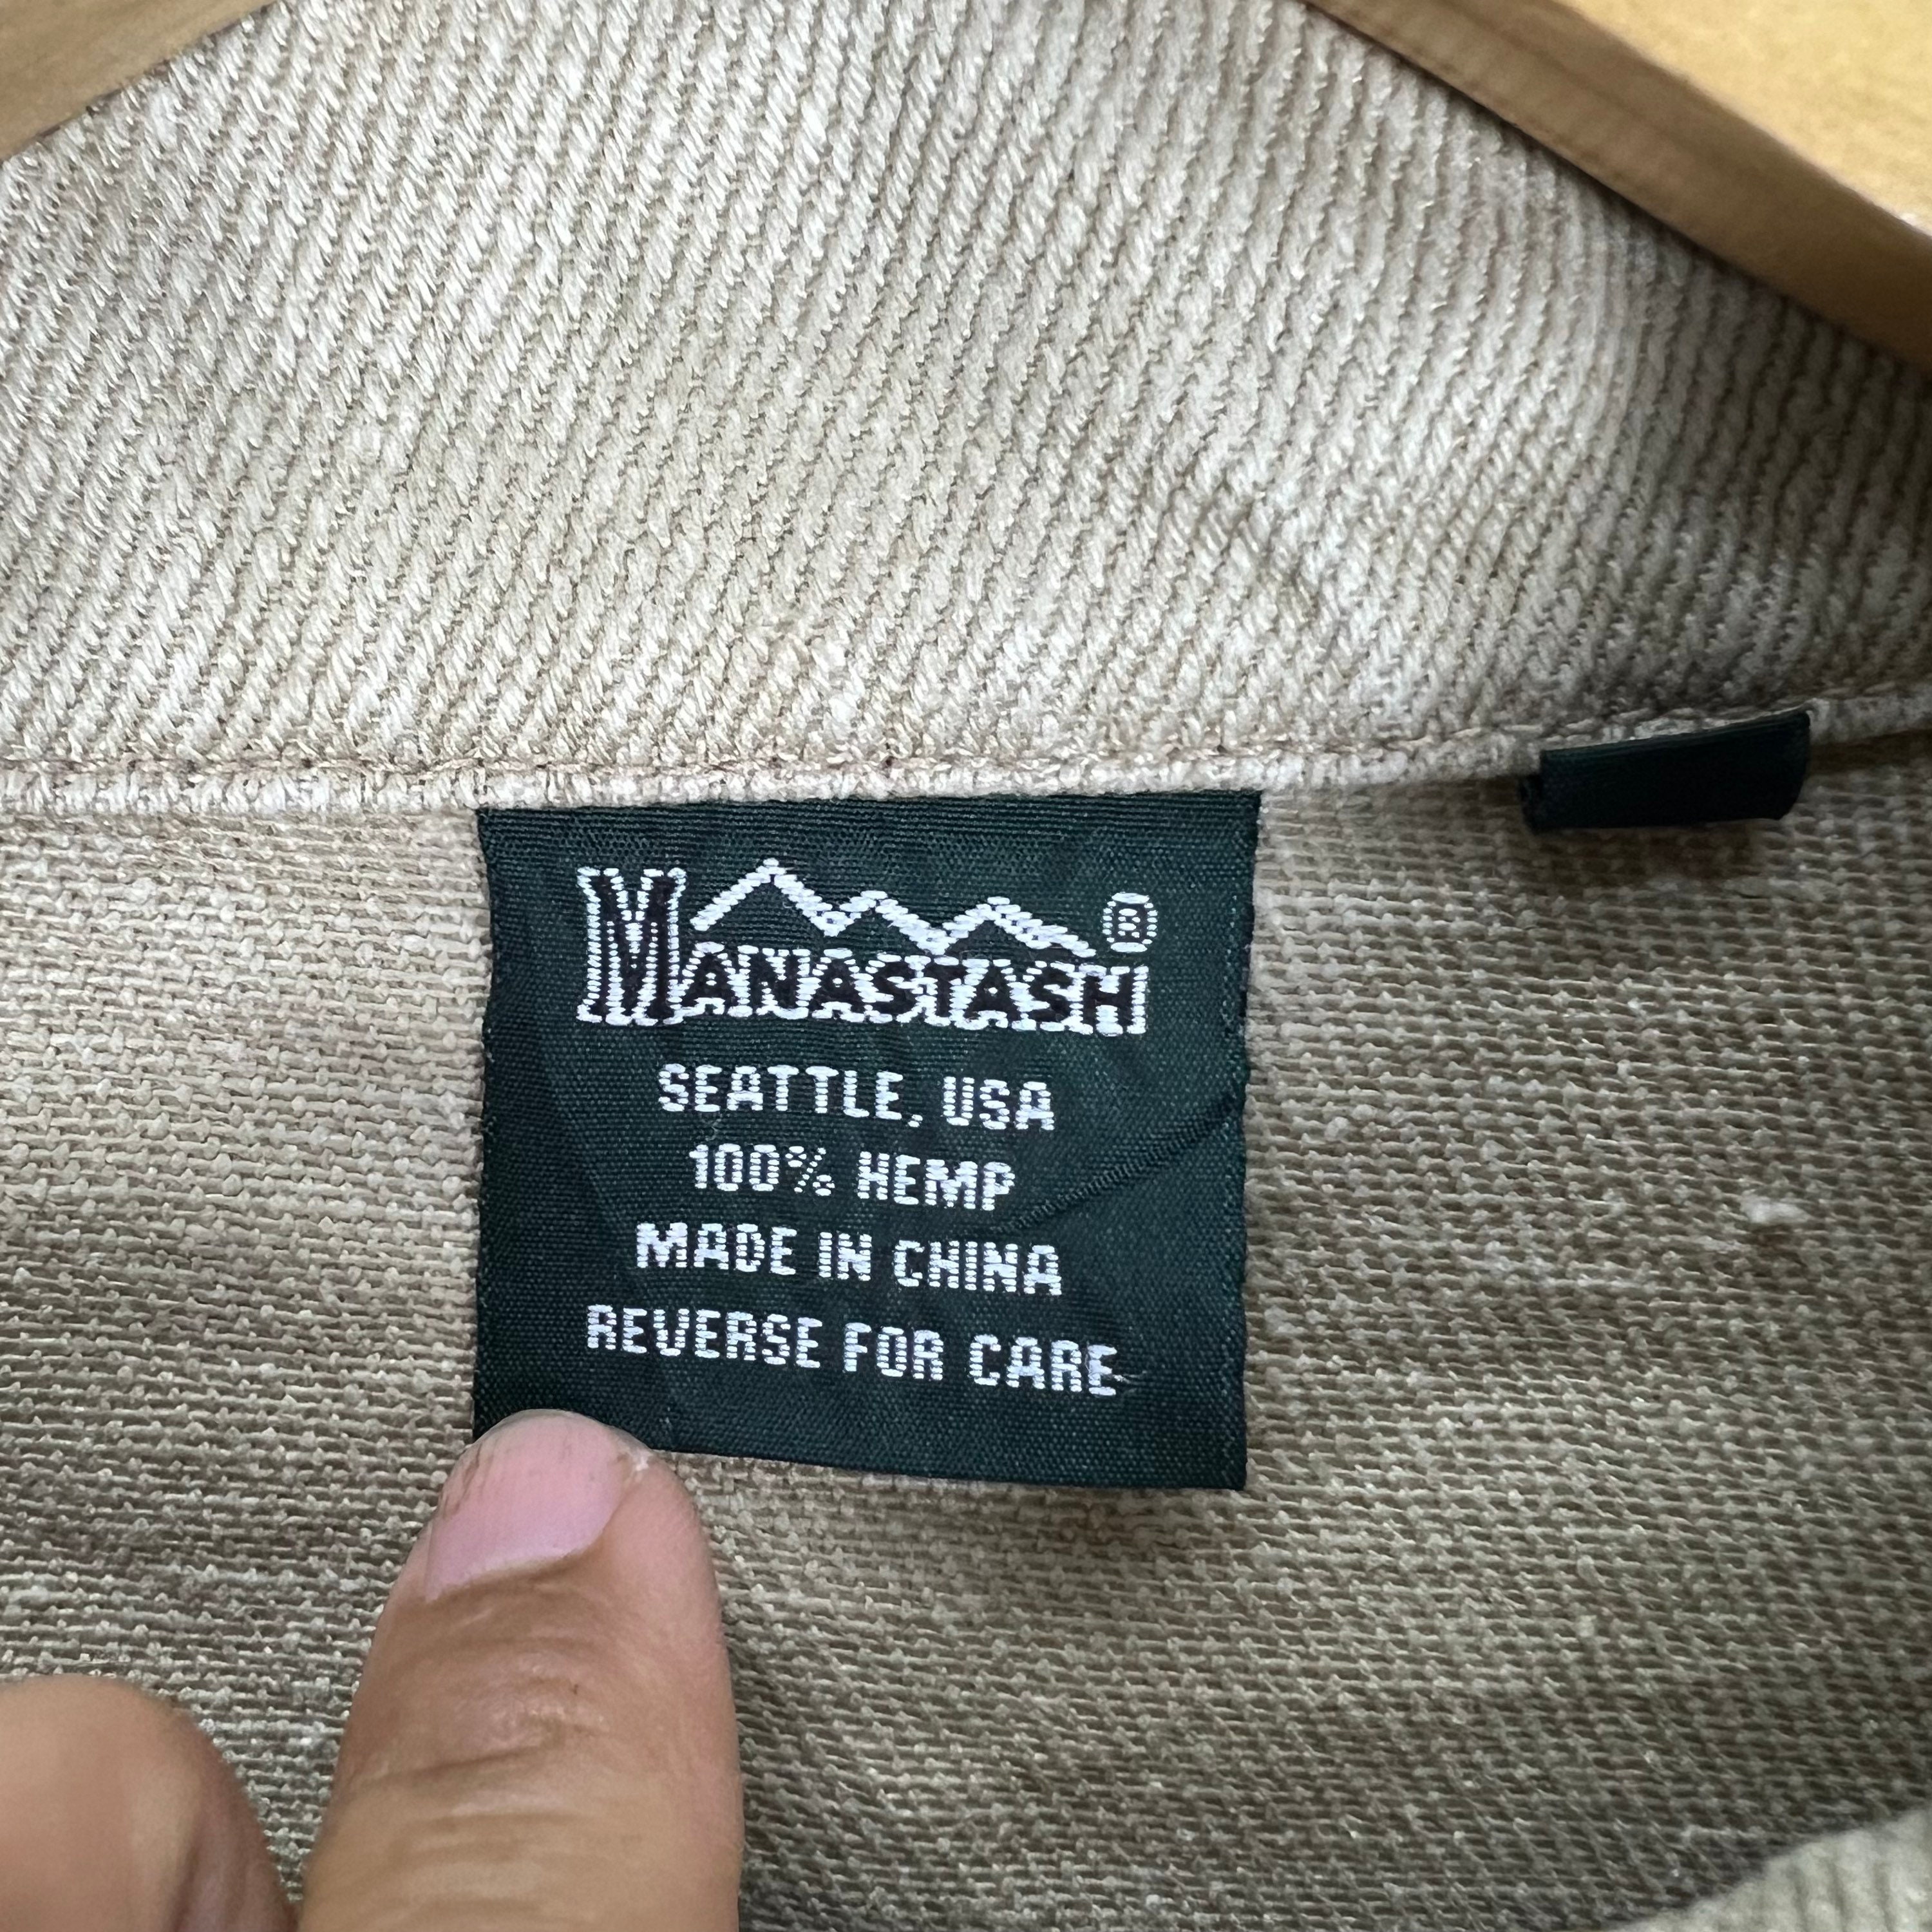 MANASTASH®
SEATTLE, USA
100% HEMP
MADE IN CHINA
REVERSE FOR CARE